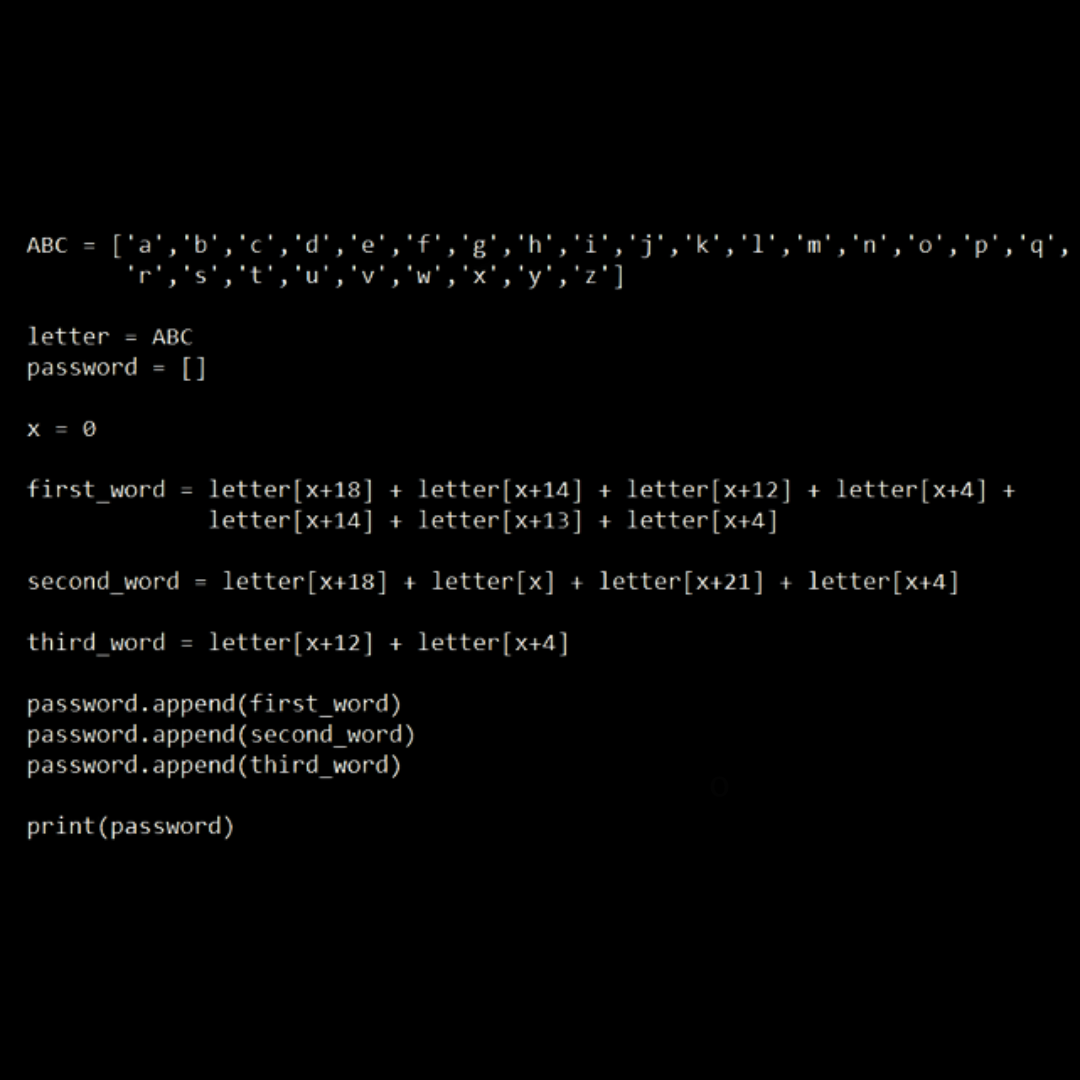 ABC = ['a','b','c','d','e','f','g','h','i','j','k','l','m','n','o','p','q',
'r','s','t','u','v','w','x','y','z']
letter = ABC
password = []
x = 0
first_word = letter[x+18] + letter[x+14] + letter[x+12] + letter[x+4] +
letter[x+14] + letter[x+13] + letter[x+4]
second_word = letter[x+18] + letter[x] + letter[x+21] + letter[x+4]
third_word = letter[x+12] + letter[x+4]
password.append(first_word)
password.append(second_word)
password.append(third_word)
print(password)